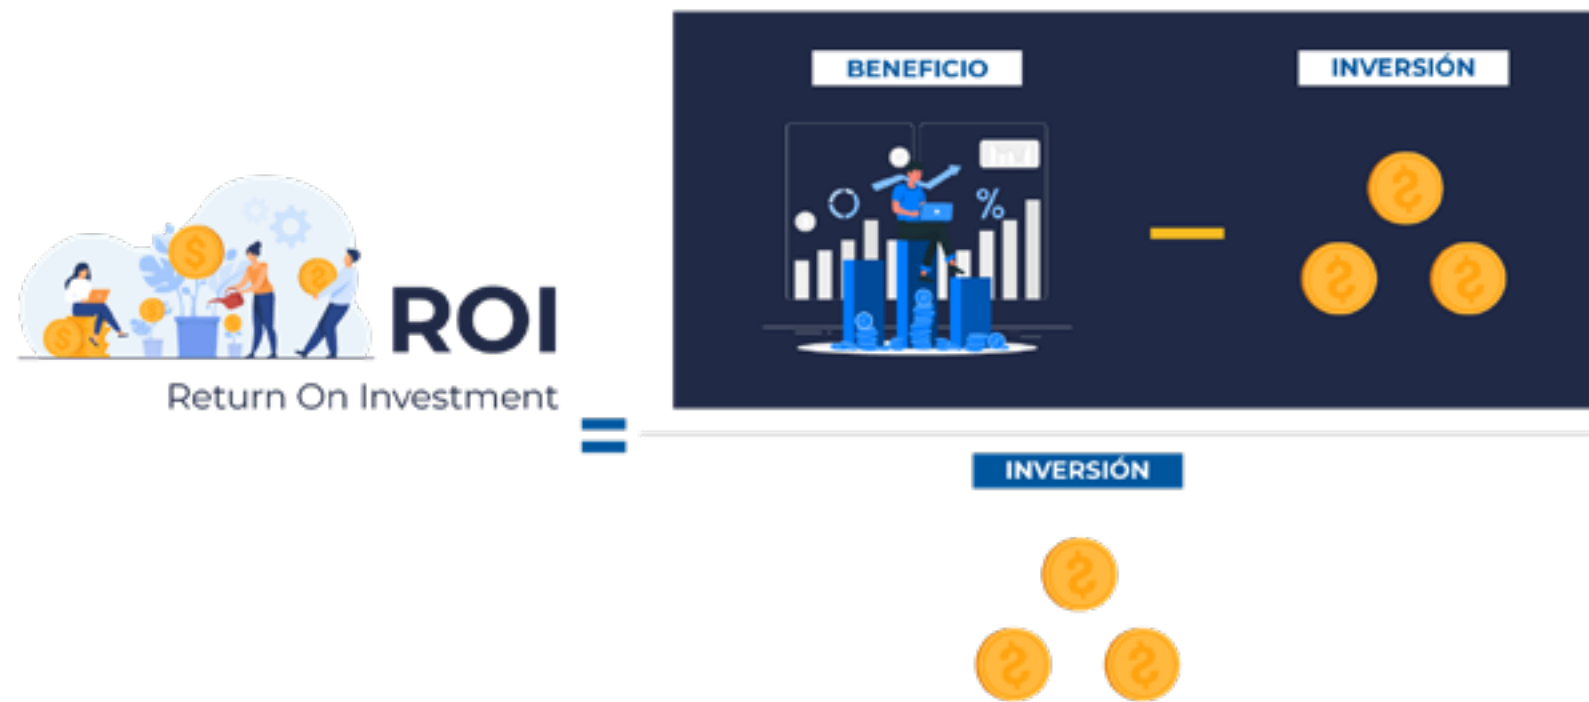 BENEFICIO
INVERSIÓN
%
ROI
Return On Investment
=
INVERSIÓN